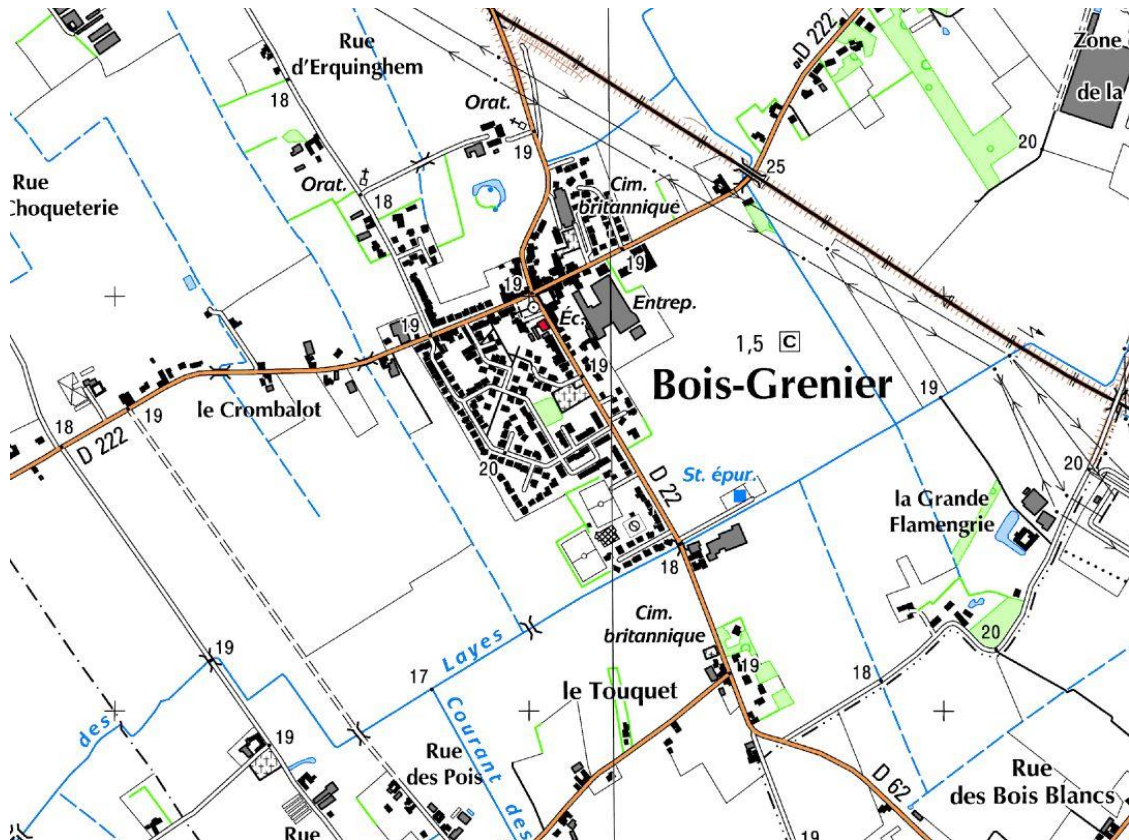 Rue
d'Erquinghem
D 222
Zone
de la
18
Orat.
19
20
25
Rue
Choqueterie
Orat.
18
Cim.
britannique
19
19
Entrep.
Éc.
19
19
1,5 C
Bois-Grenier
le Crombalot
19
18
19
D 222
20
D 22
St. épur.
20
la Grande
Flamengrie
18
Cim.
britannique
19
20
Layes
19
17
le Touquet
18
des
Courant des
19
Rue
des Pois
D 62
Rue
des Bois Blancs
Rue
19